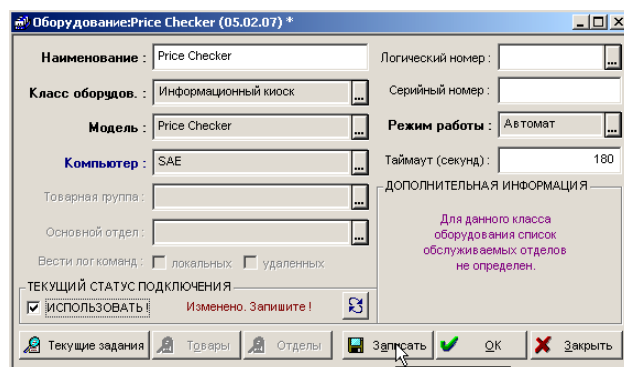 Оборудование:Price Checker (05.02.07) *
Наименование : Price Checker Логический номер : ...
Класс оборудов. : Информационный киоск ... Серийный номер :
Модель : Price Checker ... Режим работы : Автомат ...
Компьютер : SAE ... Таймаут (секунд) : 180
Товарная группа : ... ДОПОЛНИТЕЛЬНАЯ ИНФОРМАЦИЯ
Основной отдел : ... Для данного класса
оборудования список
обслуживаемых отделов
не определен.
Вести лог команд : локальных удаленных
ТЕКУЩИЙ СТАТУС ПОДКЛЮЧЕНИЯ
ИСПОЛЬЗОВАТЬ ! Изменено. Запишите !
Текущие задания Товары Отделы Записать OK Закрыть